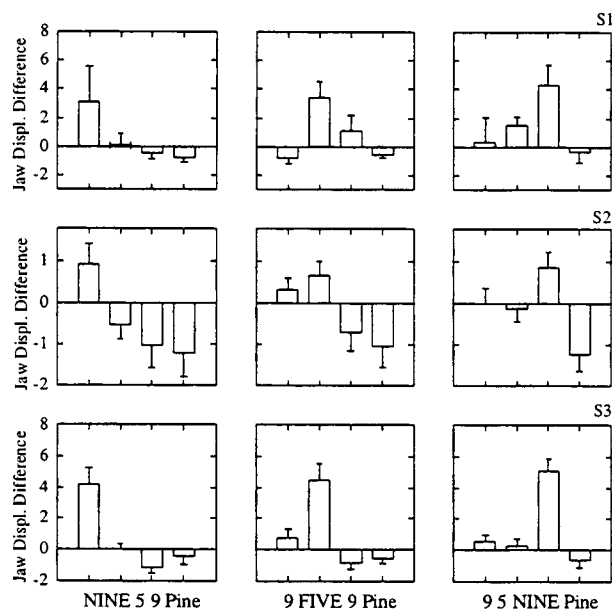 S1
Jaw Displ. Difference
8
6
4
2
0
-2
S2
Jaw Displ. Difference
1
0
-1
-2
S3
Jaw Displ. Difference
8
6
4
2
0
-2
NINE 5 9 Pine
9 FIVE 9 Pine
9 5 NINE Pine